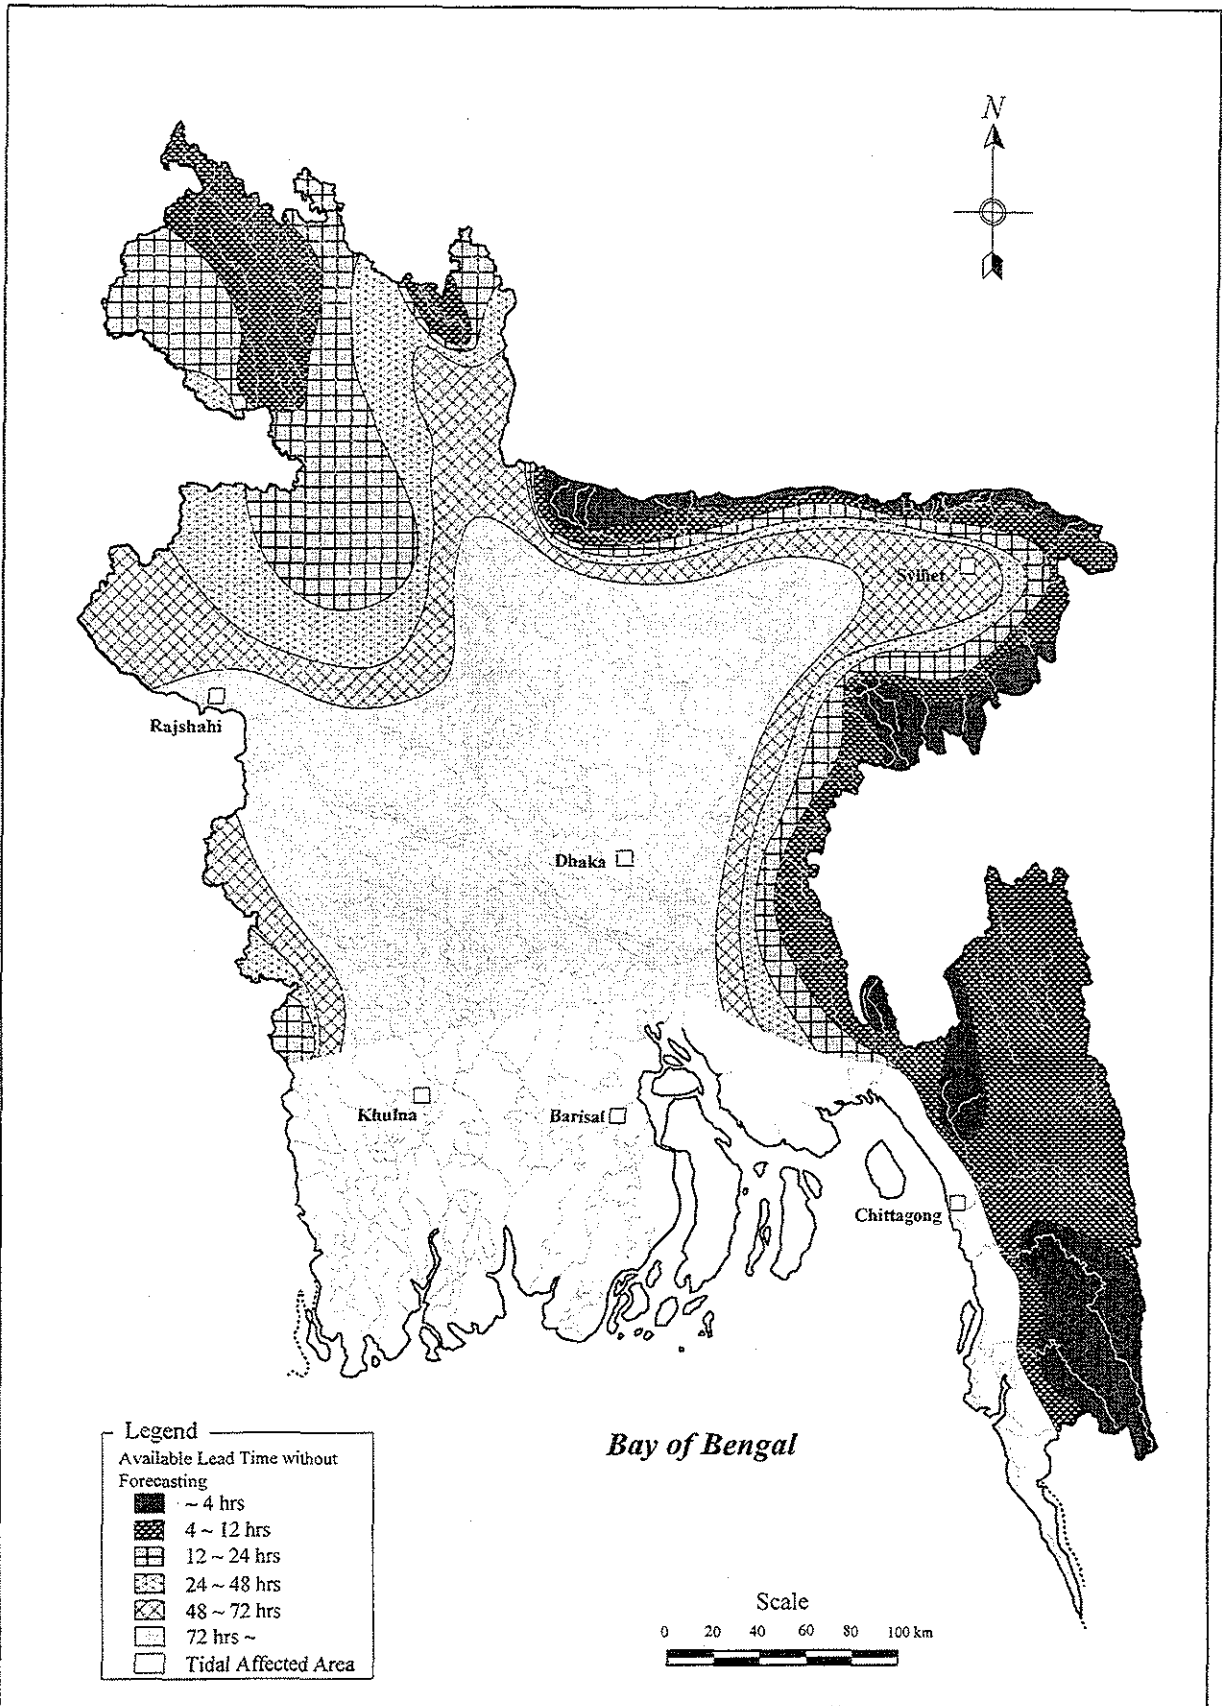 N
Sylhet
Rajshahi
Dhaka
Khulna
Barisal
Chittagong
Bay of Bengal
Legend
Available Lead Time without
Forecasting
~ 4 hrs
4 ~ 12 hrs
12 ~ 24 hrs
24 ~ 48 hrs
48 ~ 72 hrs
72 hrs ~
Tidal Affected Area
Scale
0 20 40 60 80 100 km